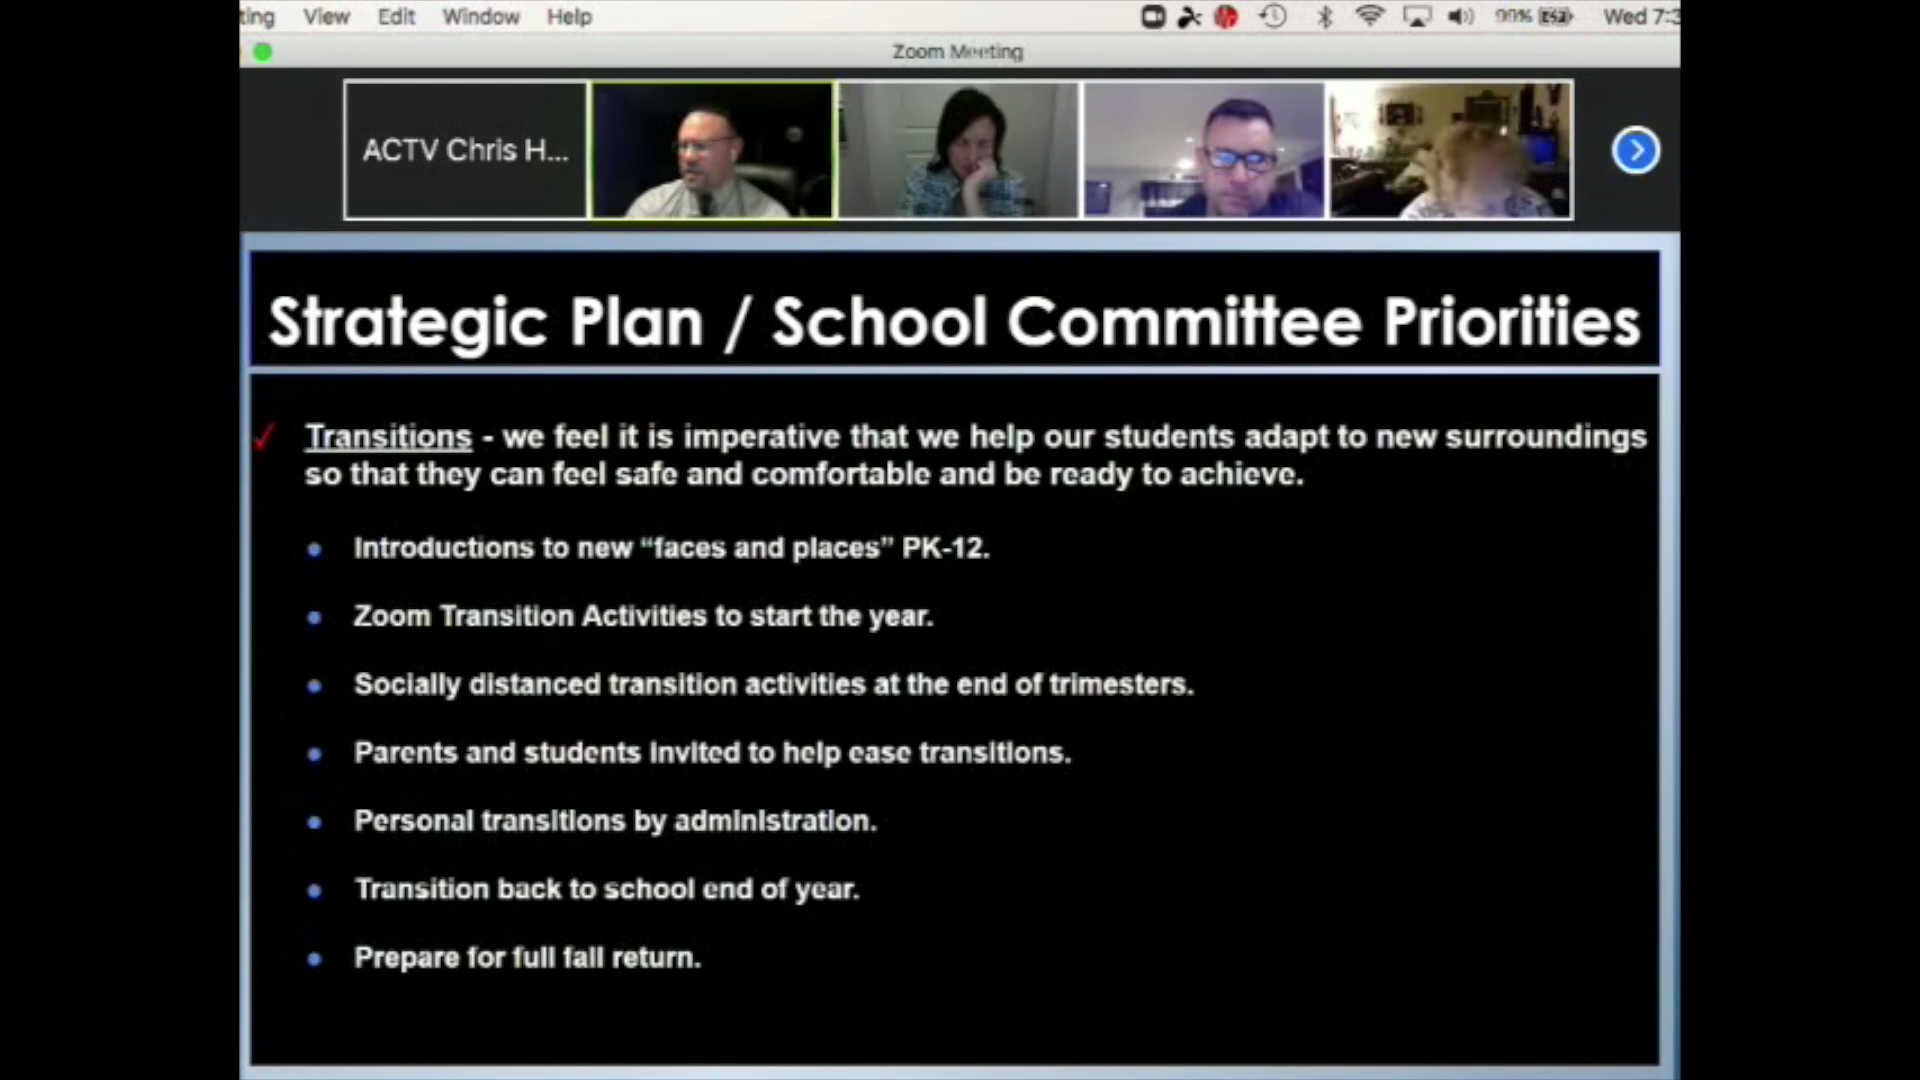 ting View Edit Window Help 99% Wed 7:3
Zoom Meeting
ACTV Chris H...
Strategic Plan / School Committee Priorities
Transitions - we feel it is imperative that we help our students adapt to new surroundings
so that they can feel safe and comfortable and be ready to achieve.
Introductions to new “faces and places” PK-12.
Zoom Transition Activities to start the year.
Socially distanced transition activities at the end of trimesters.
Parents and students invited to help ease transitions.
Personal transitions by administration.
Transition back to school end of year.
Prepare for full fall return.